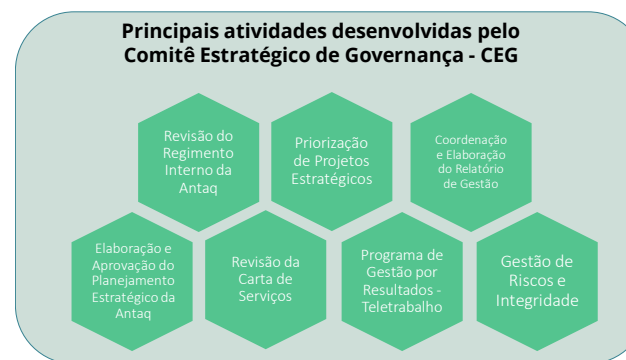 Principais atividades desenvolvidas pelo
Comitê Estratégico de Governança - CEG
Revisão do
Regimento
Interno da
Antaq
Priorização
de Projetos
Estratégicos
Coordenação
e Elaboração
do Relatório
de Gestão
Elaboração e
Aprovação do
Planejamento
Estratégico da
Antaq
Revisão da
Carta de
Serviços
Programa de
Gestão por
Resultados -
Teletrabalho
Gestão de
Riscos e
Integridade